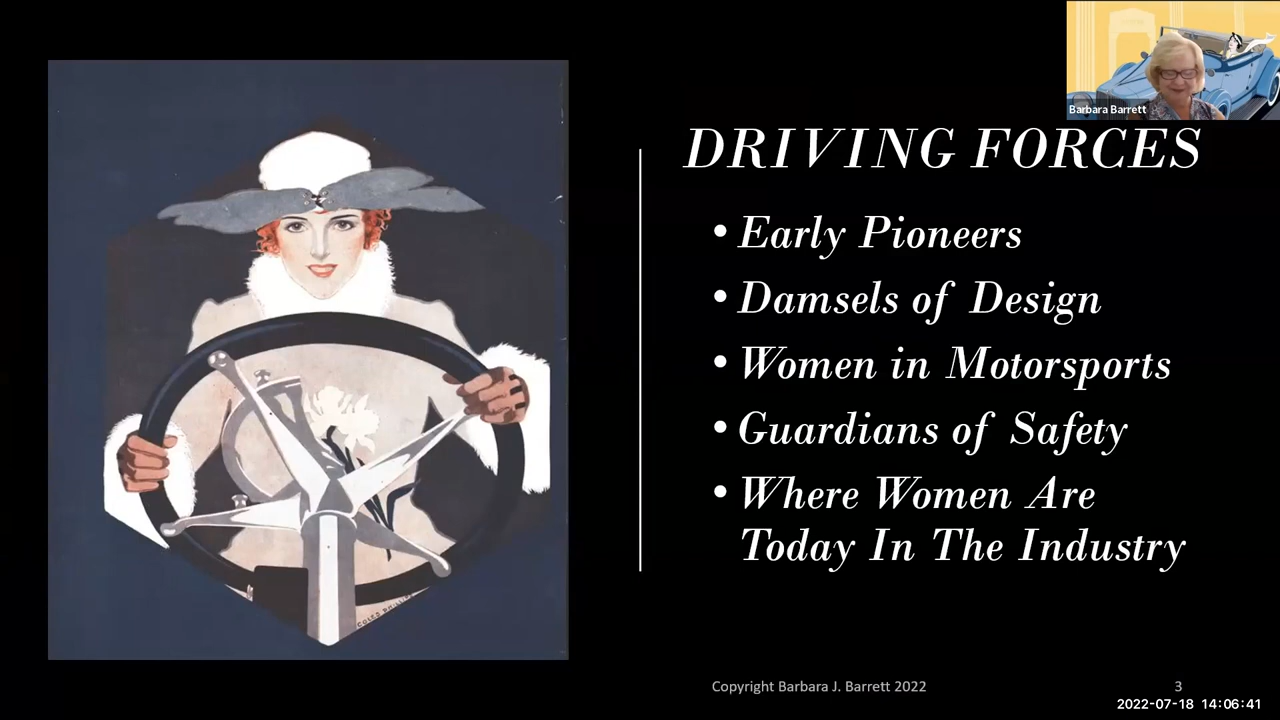 Barbara Barrett
DRIVING FORCES
• Early Pioneers
• Damsels of Design
• Women in Motorsports
• Guardians of Safety
• Where Women Are
Today In The Industry
Copyright Barbara J. Barrett 2022
3
2022-07-18 14:06:41